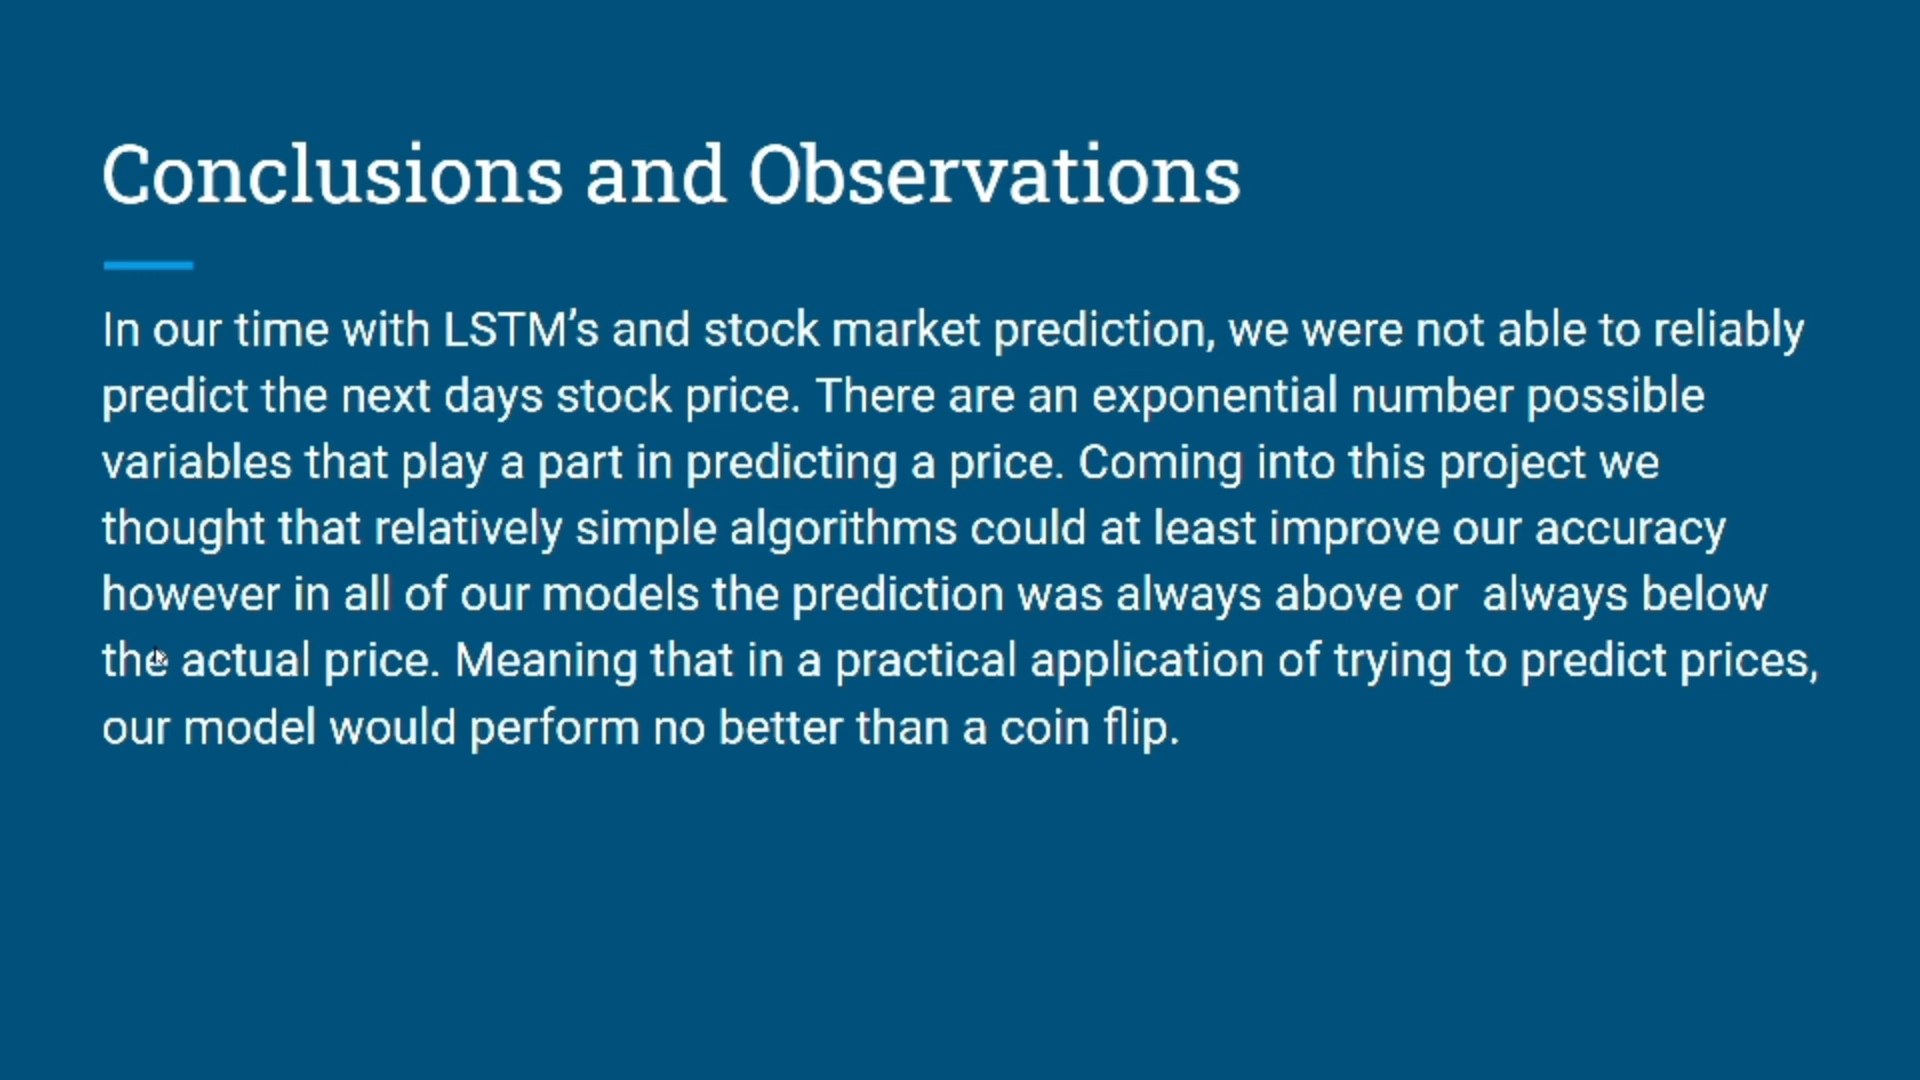 Conclusions and Observations
In our time with LSTM’s and stock market prediction, we were not able to reliably
predict the next days stock price. There are an exponential number possible
variables that play a part in predicting a price. Coming into this project we
thought that relatively simple algorithms could at least improve our accuracy
however in all of our models the prediction was always above or  always below
the actual price. Meaning that in a practical application of trying to predict prices,
our model would perform no better than a coin flip.